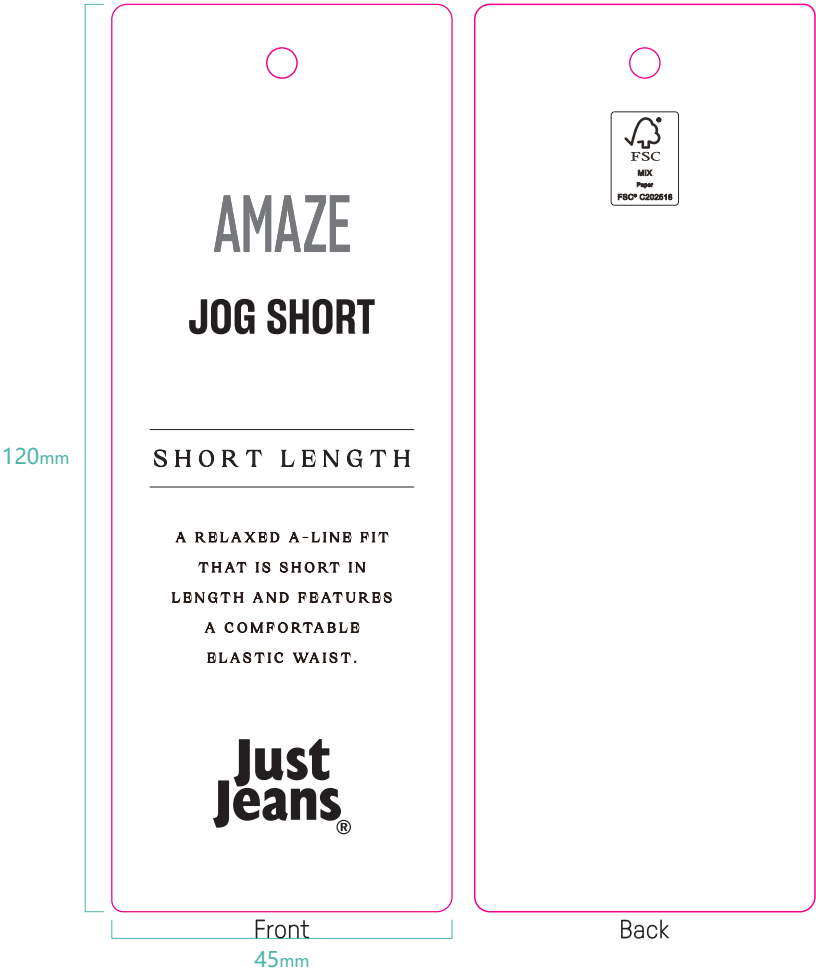 AMAZE
JOG SHORT
SHORT LENGTH
A RELAXED A-LINE FIT
THAT IS SHORT IN
LENGTH AND FEATURES
A COMFORTABLE
ELASTIC WAIST.
Just
Jeans®
Front
45mm
120mm
FSC
MIX
Paper
FSC® C202516
Back